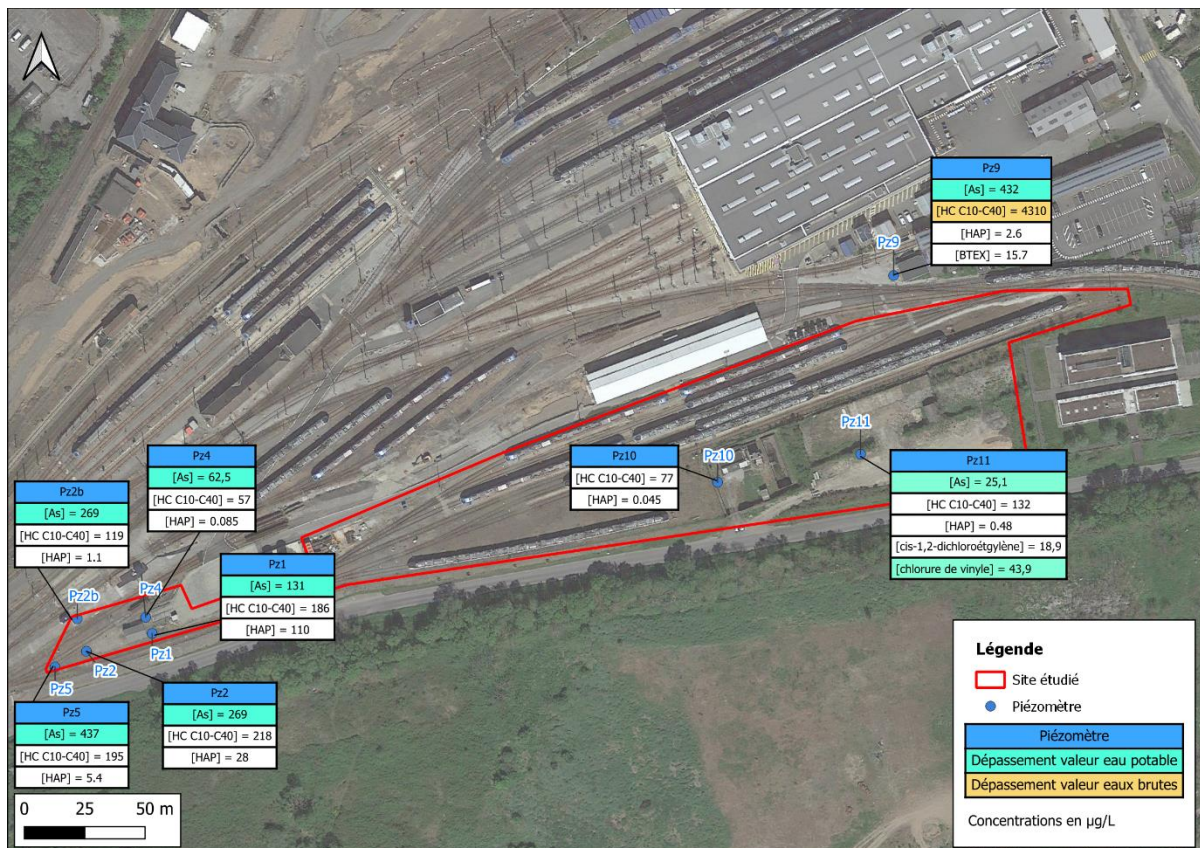 Pz9
[As] = 432
[HC C10-C40] = 4310
[HAP] = 2.6
[BTEX] = 15.7
Pz9
Pz4
[As] = 62,5
[HC C10-C40] = 57
[HAP] = 0.085
Pz10
[HC C10-C40] = 77
[HAP] = 0.045
Pz10
Pz11
Pz11
[As] = 25,1
[HC C10-C40] = 132
[HAP] = 0.48
[cis-1,2-dichloroétgylène] = 18,9
[chlorure de vinyle] = 43,9
Pz2b
[As] = 269
[HC C10-C40] = 119
[HAP] = 1.1
Pz1
[As] = 131
[HC C10-C40] = 186
[HAP] = 110
Pz2b
Pz4
Pz1
Pz2
Pz5
Pz2
[As] = 269
[HC C10-C40] = 218
[HAP] = 28
Pz5
[As] = 437
[HC C10-C40] = 195
[HAP] = 5.4
0 25 50 m
Légende
Site étudié
Piézomètre
Piézomètre
Dépassement valeur eau potable
Dépassement valeur eaux brutes
Concentrations en µg/L